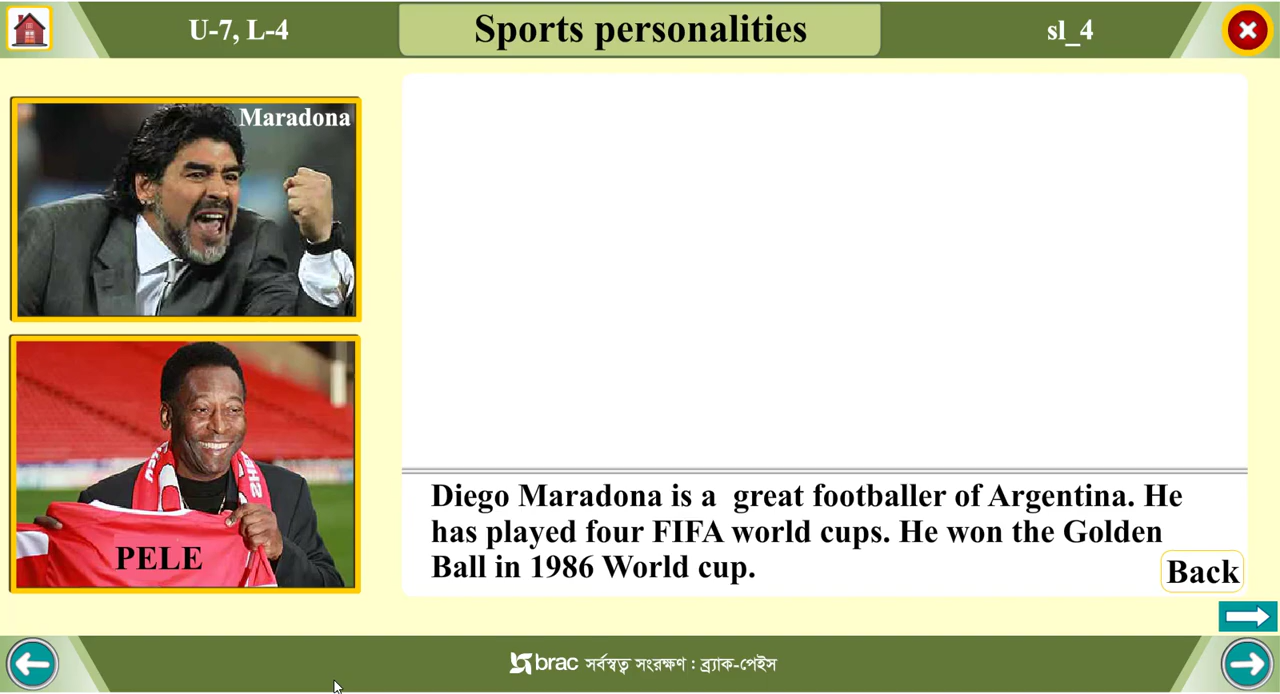 U-7, L-4
Sports personalities
sl_4
Maradona
PELE
Diego Maradona is a great footballer of Argentina. He
has played four FIFA world cups. He won the Golden
Ball in 1986 World cup.
Back
brac সর্বস্বত্ব সংরক্ষণ : ব্র্যাক-পেইস